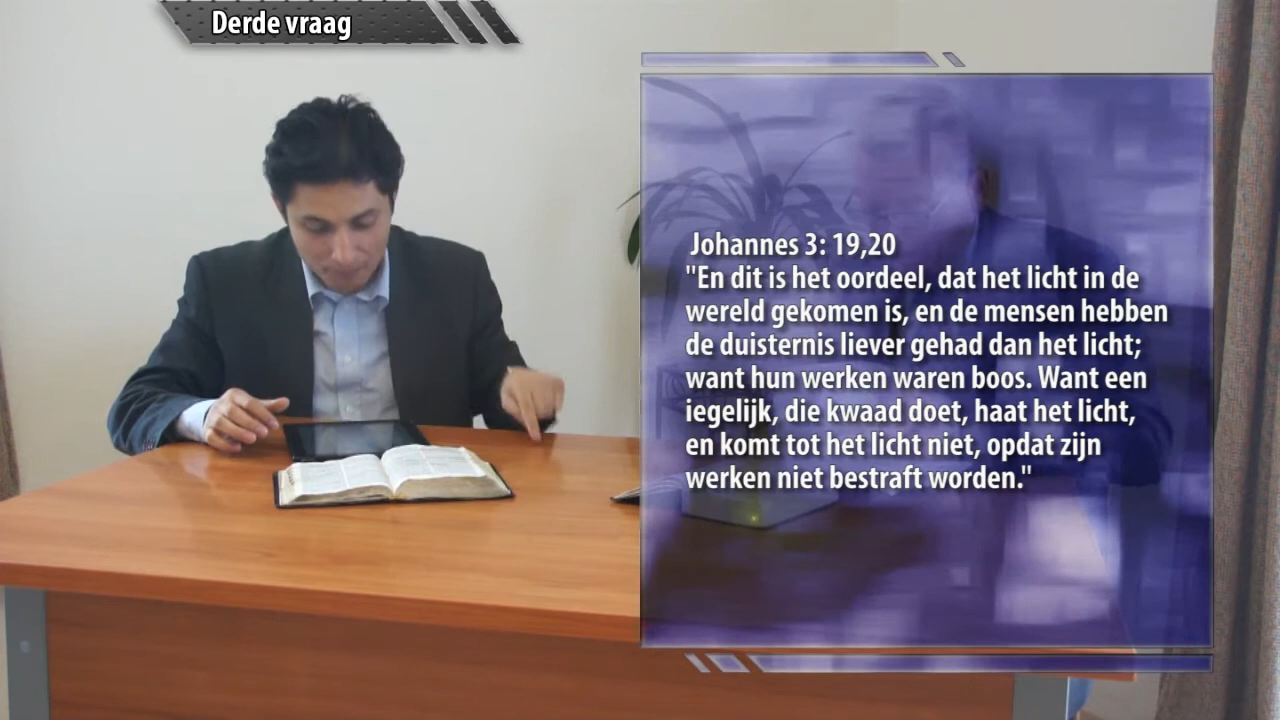 Derde vraag
Johannes 3: 19,20
"En dit is het oordeel, dat het licht in de
wereld gekomen is, en de mensen hebben
de duisternis liever gehad dan het licht;
want hun werken waren boos. Want een
iegelijk, die kwaad doet, haat het licht,
en komt tot het licht niet, opdat zijn
werken niet bestraft worden."